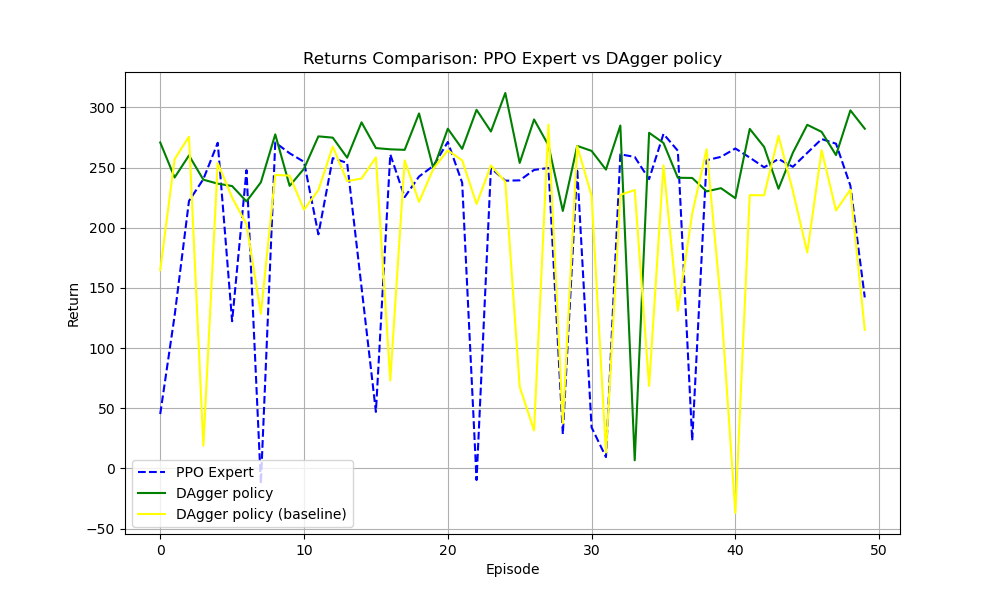 Returns Comparison: PPO Expert vs DAgger policy
300
250
200
150
100
50
0
−50
Return
PPO Expert
DAgger policy
DAgger policy (baseline)
0 10 20 30 40 50
Episode